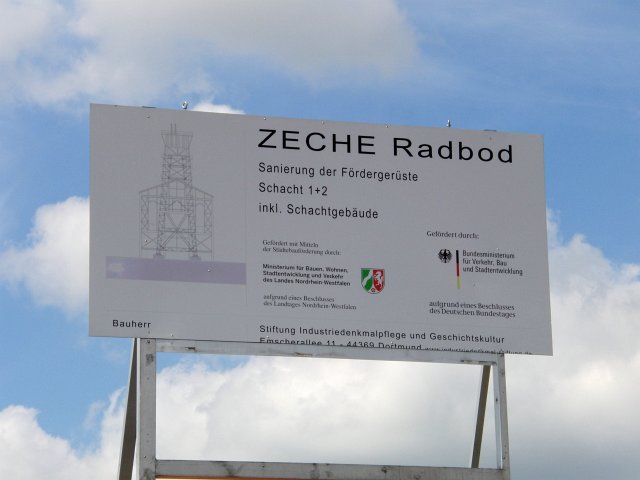 ZECHE Radbod
Sanierung der Fördergerüste
Schacht 1+2
inkl. Schachtgebäude
Gefördert mit Mitteln
der Städtebauförderung durch:
Ministerium für Bauen, Wohnen,
Stadtentwicklung und Verkehr
des Landes Nordrhein-Westfalen
aufgrund eines Beschlusses
des Landtages Nordrhein-Westfalen
Gefördert durch:
Bundesministerium
für Verkehr, Bau
und Stadtentwicklung
aufgrund eines Beschlusses
des Deutschen Bundestages
Bauherr
Stiftung Industriedenkmalpflege und Geschichtskultur
Emscherallee 11 - 44369 Dortmund